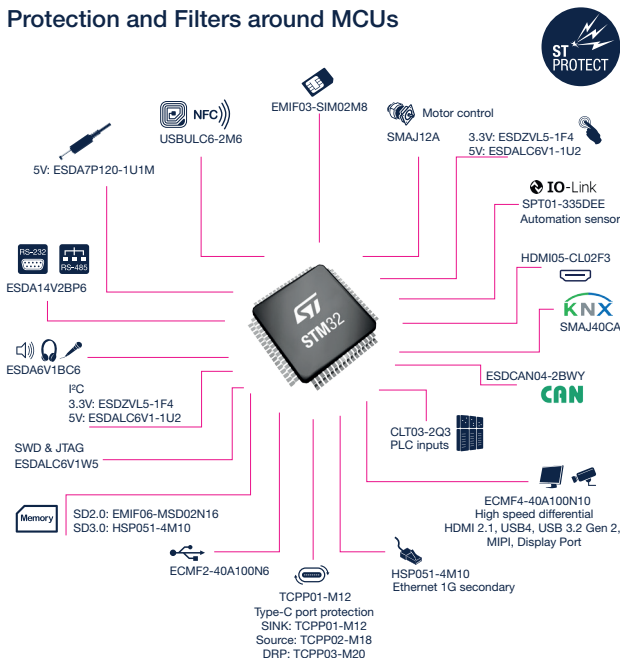 Protection and Filters around MCUs
ST
PROTECT
EMIF03-SIM02M8
NFC
USBULC6-2M6
Motor control
SMAJ12A
3.3V: ESDZVL5-1F4
5V: ESDALC6V1-1U2
5V: ESDA7P120-1U1M
IO-Link
SPT01-335DEE
Automation sensor
RS-232
RS-485
ESDA14V2BP6
HDMI05-CL02F3
KNX
SMAJ40CA
ST
STM32
ESDA6V1BC6
I²C
3.3V: ESDZVL5-1F4
5V: ESDALC6V1-1U2
ESDCAN04-2BWY
CAN
CLT03-2Q3
PLC inputs
SWD & JTAG
ESDALC6V1W5
Memory
SD2.0: EMIF06-MSD02N16
SD3.0: HSP051-4M10
ECMF4-40A100N10
High speed differential
HDMI 2.1, USB4, USB 3.2 Gen 2,
MIPI, Display Port
ECMF2-40A100N6
HSP051-4M10
Ethernet 1G secondary
TCPP01-M12
Type-C port protection
SINK: TCPP01-M12
Source: TCPP02-M18
DRP: TCPP03-M20